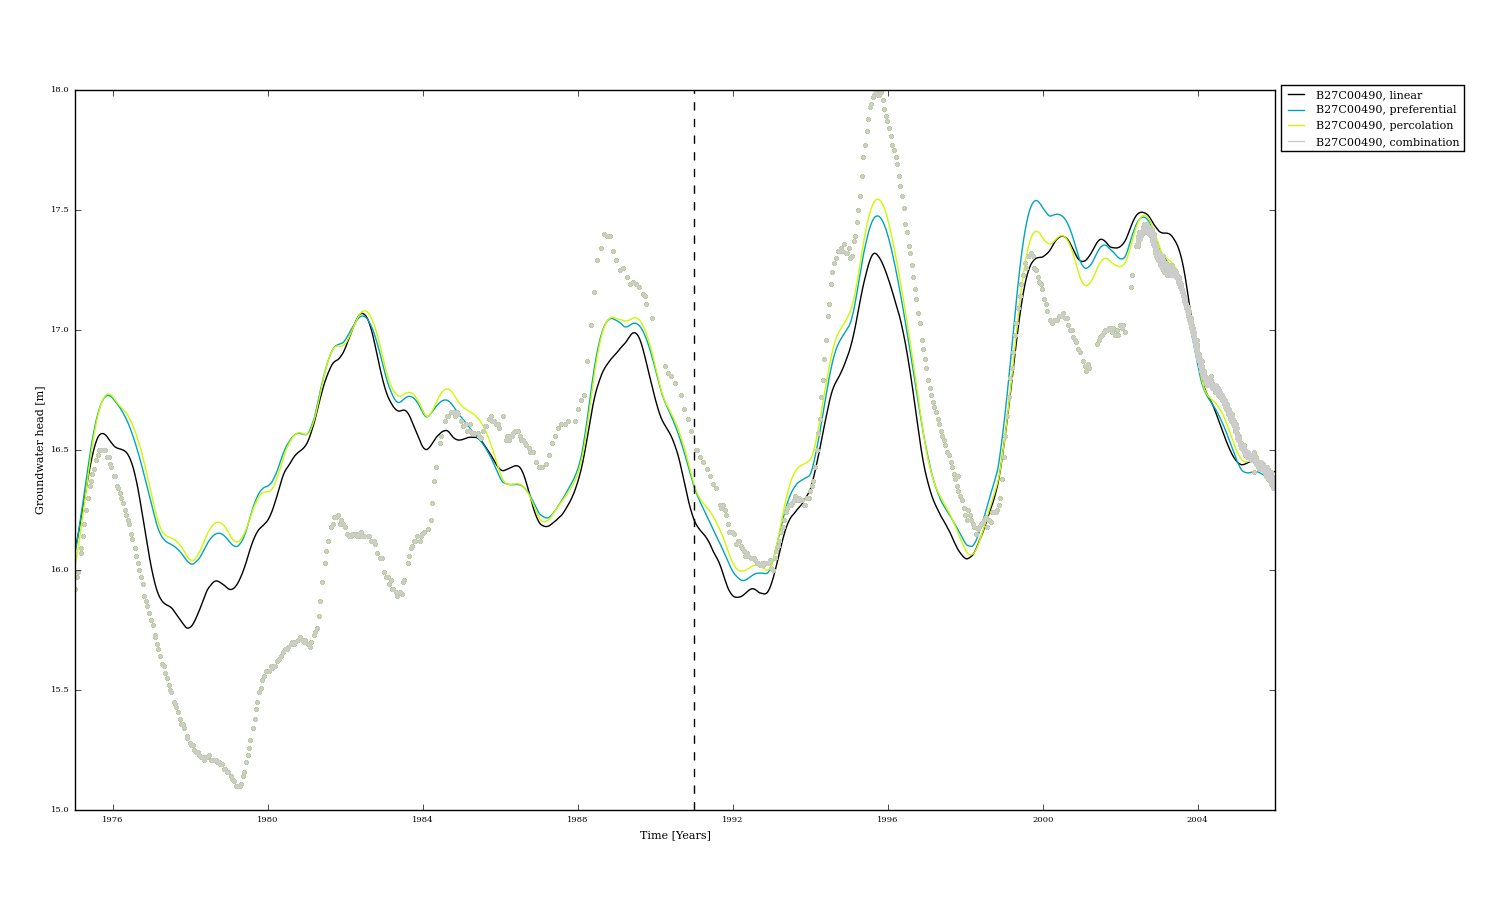 B27C00490, linear
B27C00490, preferential
B27C00490, percolation
B27C00490, combination
18.0
17.5
17.0
16.5
16.0
15.5
15.0
Groundwater head [m]
1976 1980 1984 1988 1992 1996 2000 2004
Time [Years]